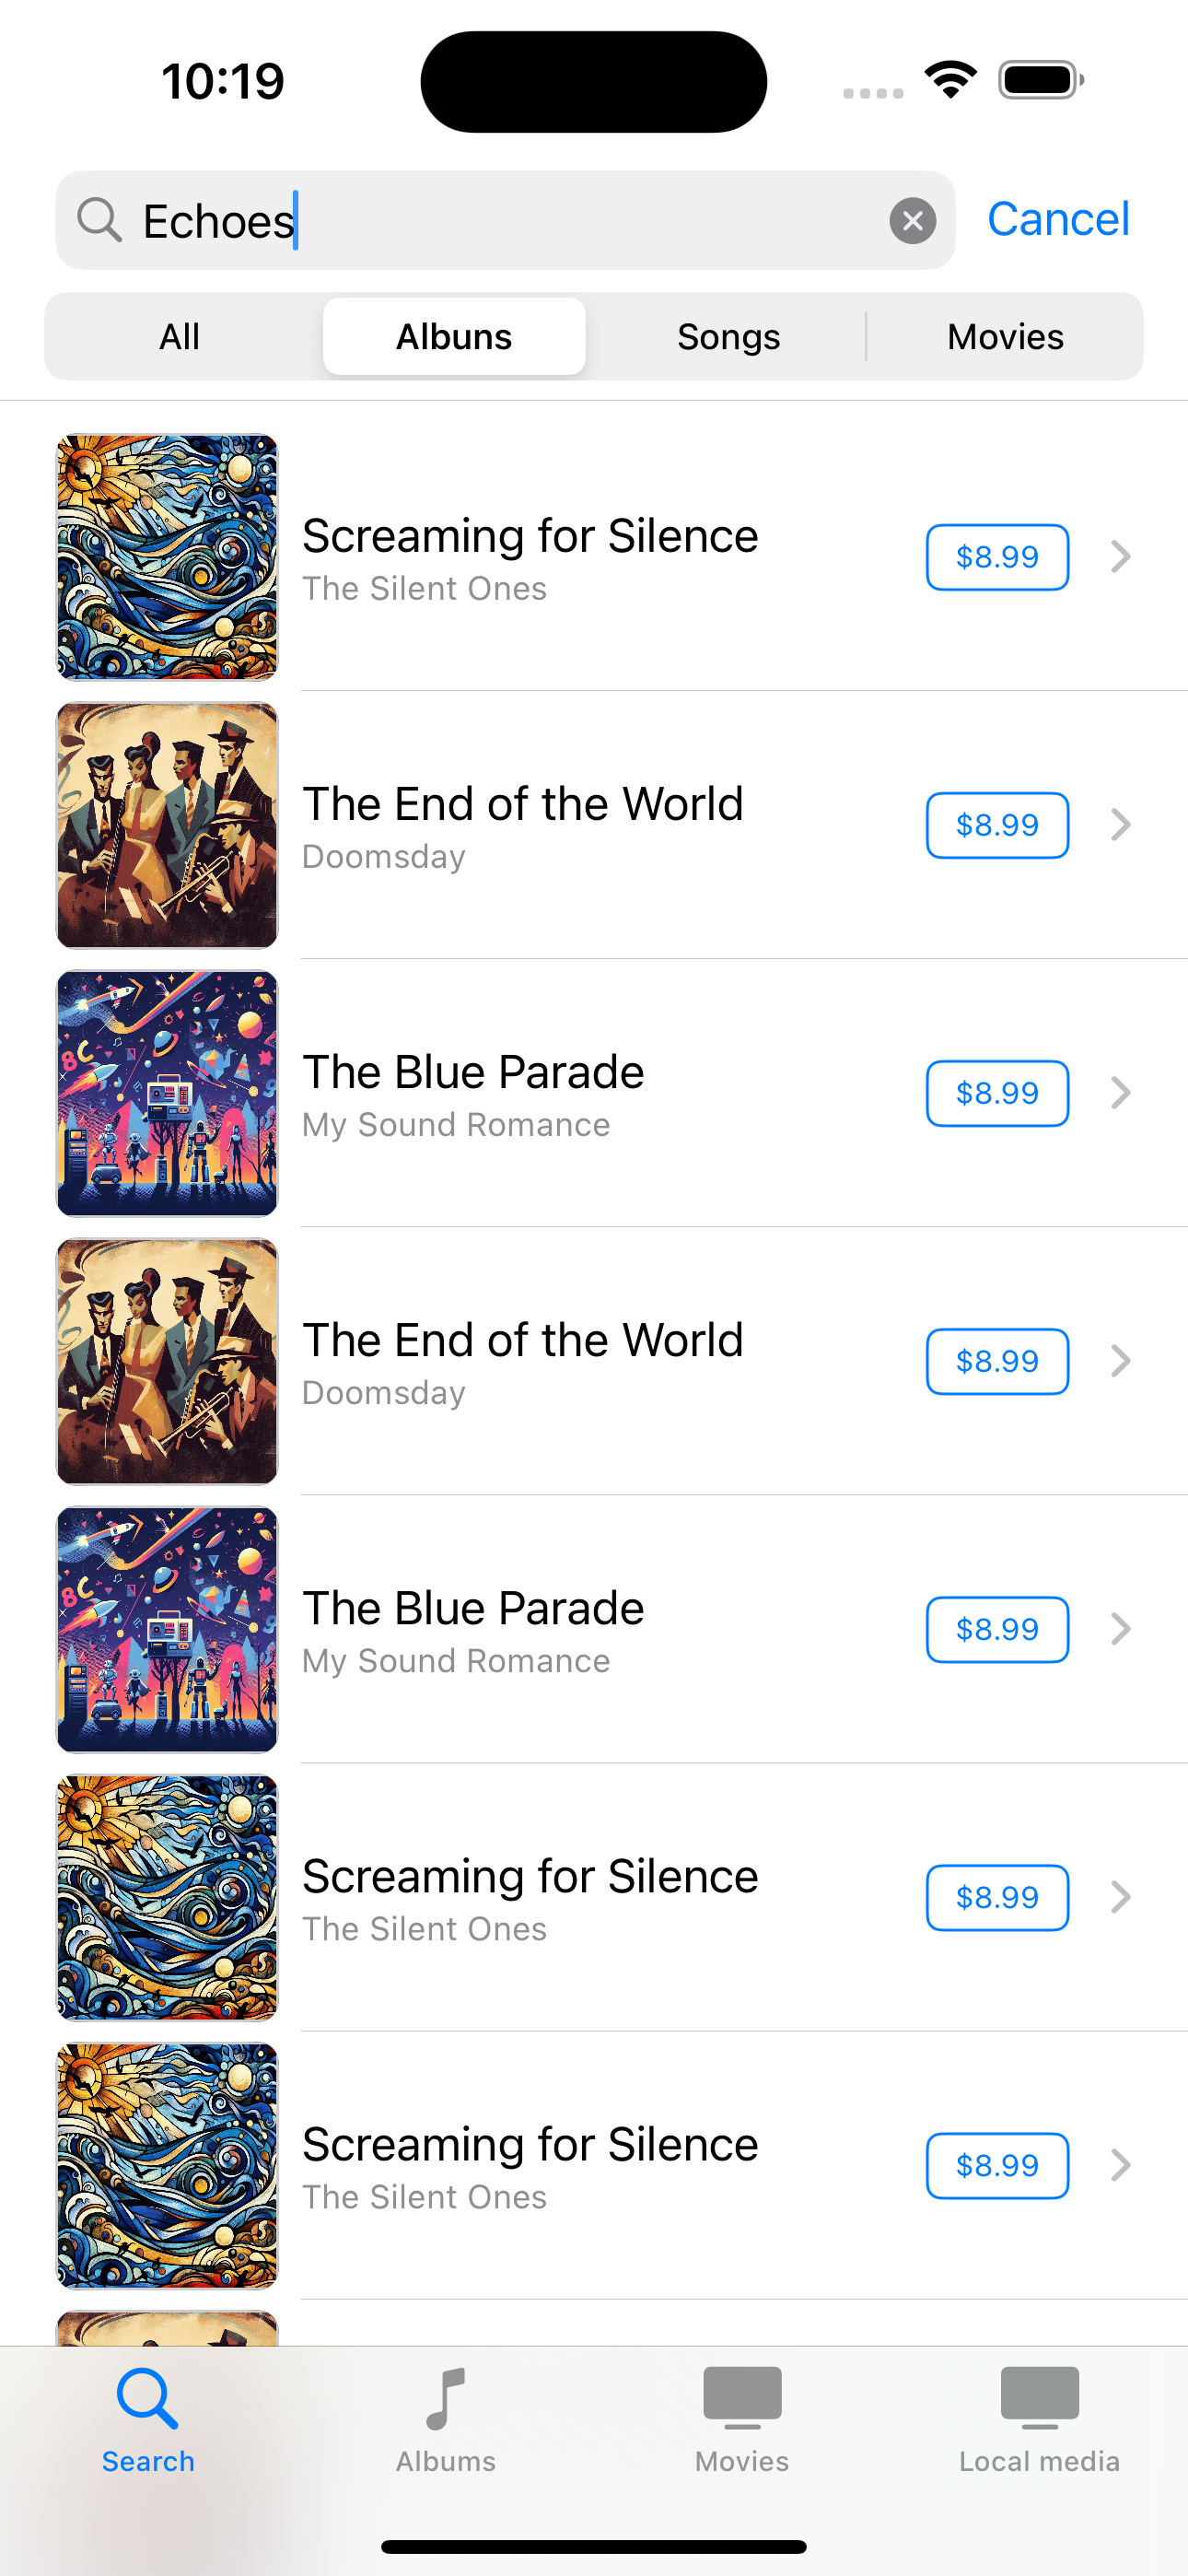 10:19
Echoes
Cancel
All
Albuns
Songs
Movies
Screaming for Silence
The Silent Ones
$8.99
The End of the World
Doomsday
$8.99
The Blue Parade
My Sound Romance
$8.99
The End of the World
Doomsday
$8.99
The Blue Parade
My Sound Romance
$8.99
Screaming for Silence
The Silent Ones
$8.99
Screaming for Silence
The Silent Ones
$8.99
Search
Albums
Movies
Local media